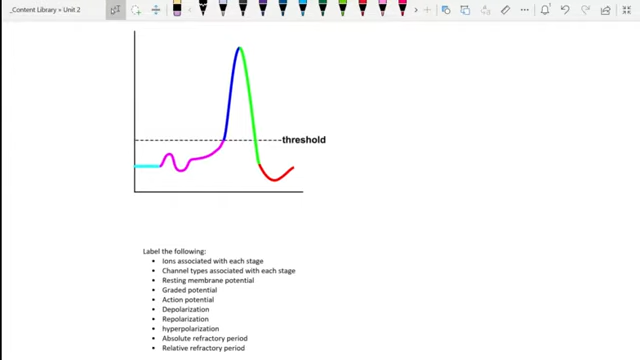 _Content Library » Unit 2
threshold
Label the following:
Ions associated with each stage
Channel types associated with each stage
Resting membrane potential
Graded potential
Action potential
Depolarization
Repolarization
hyperpolarization
Absolute refractory period
Relative refractory period